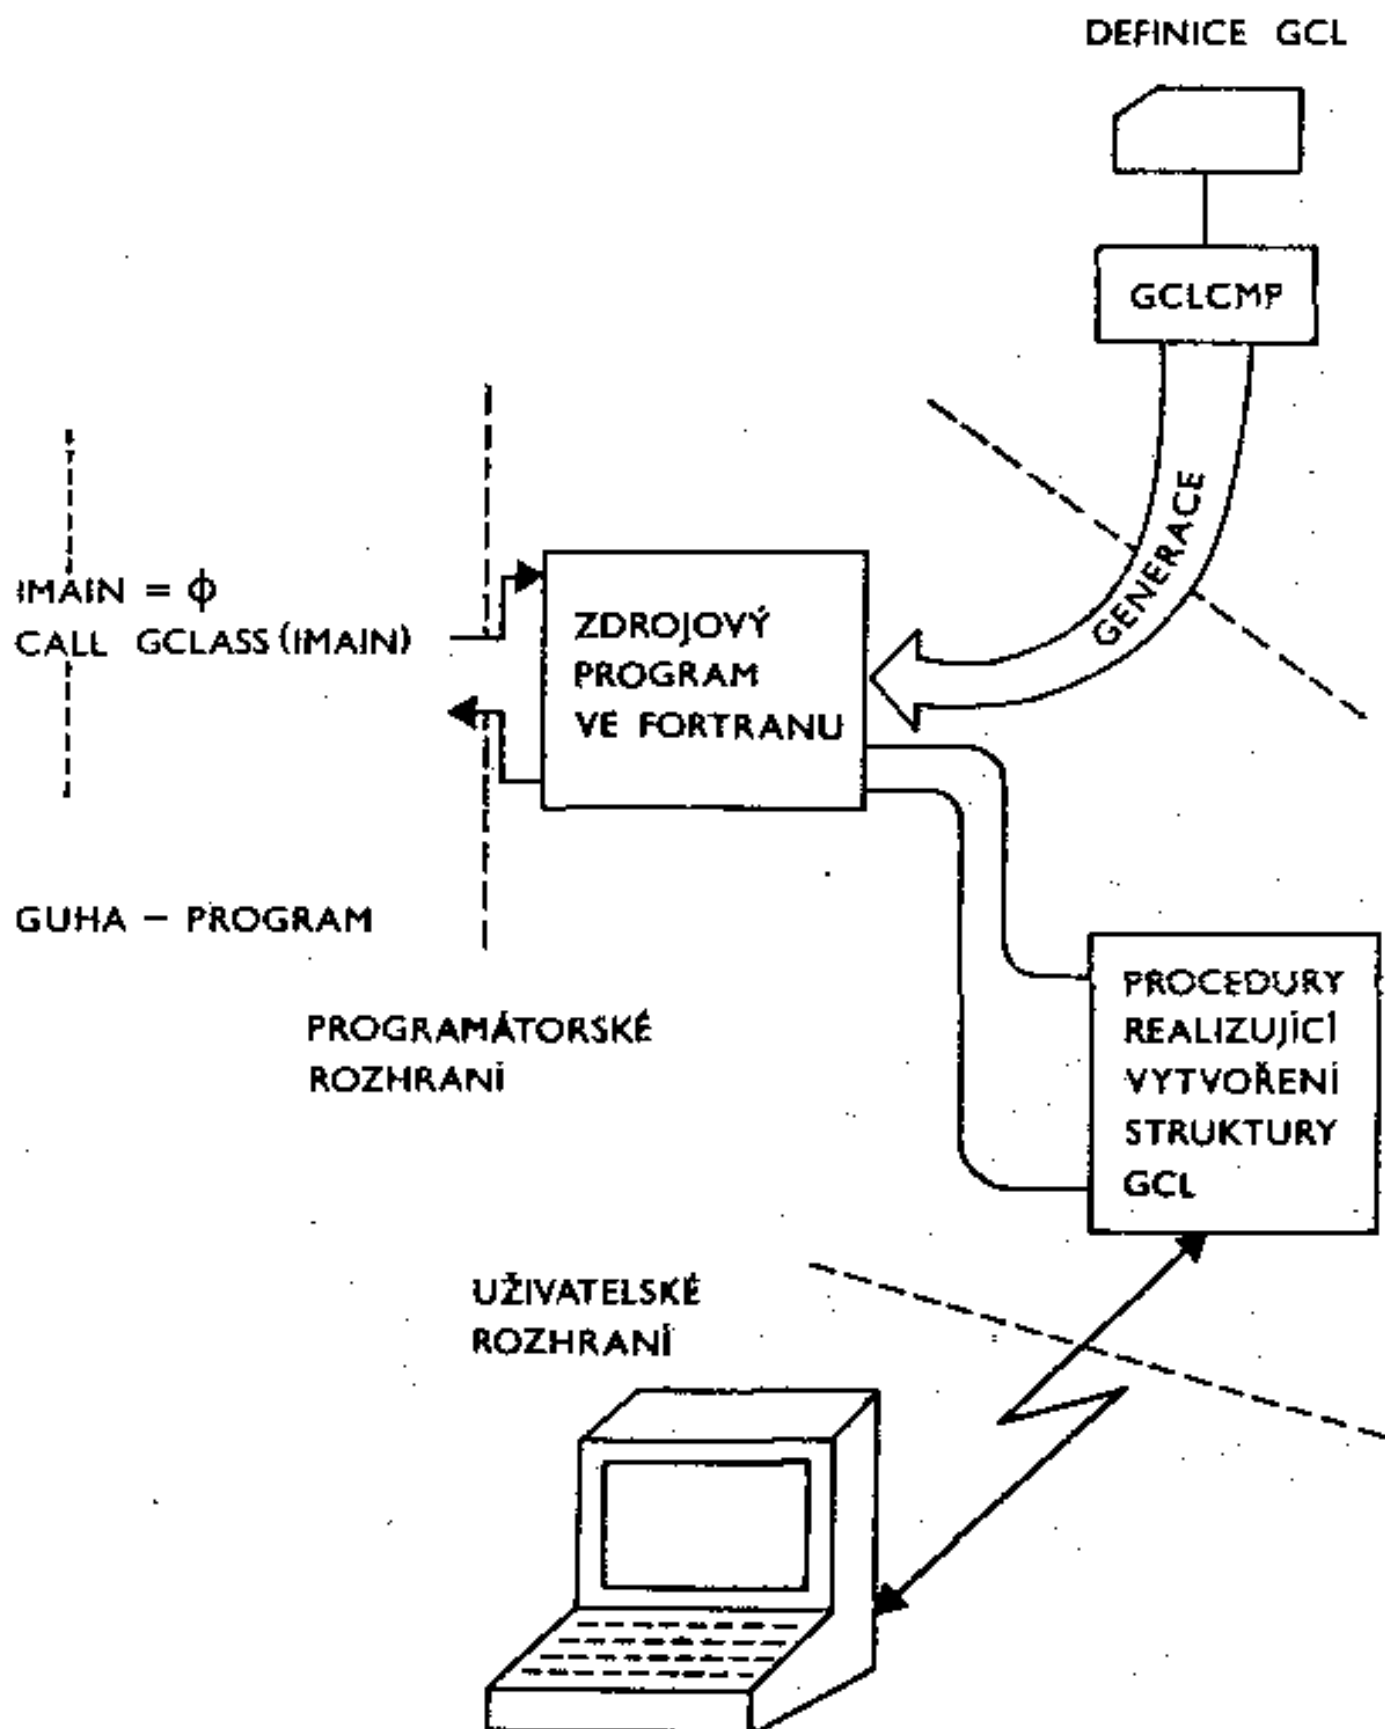 DEFINICE GCL
GCLCMP
GENERACE
IMAIN = ϕ
CALL GCLASS(IMAIN)
ZDROJOVÝ
PROGRAM
VE FORTRANU
GUHA – PROGRAM
PROGRAMÁTORSKÉ
ROZHRANÍ
PROCEDURY
REALIZUJÍCÍ
VYTVOŘENÍ
STRUKTURY
GCL
UŽIVATELSKÉ
ROZHRANÍ